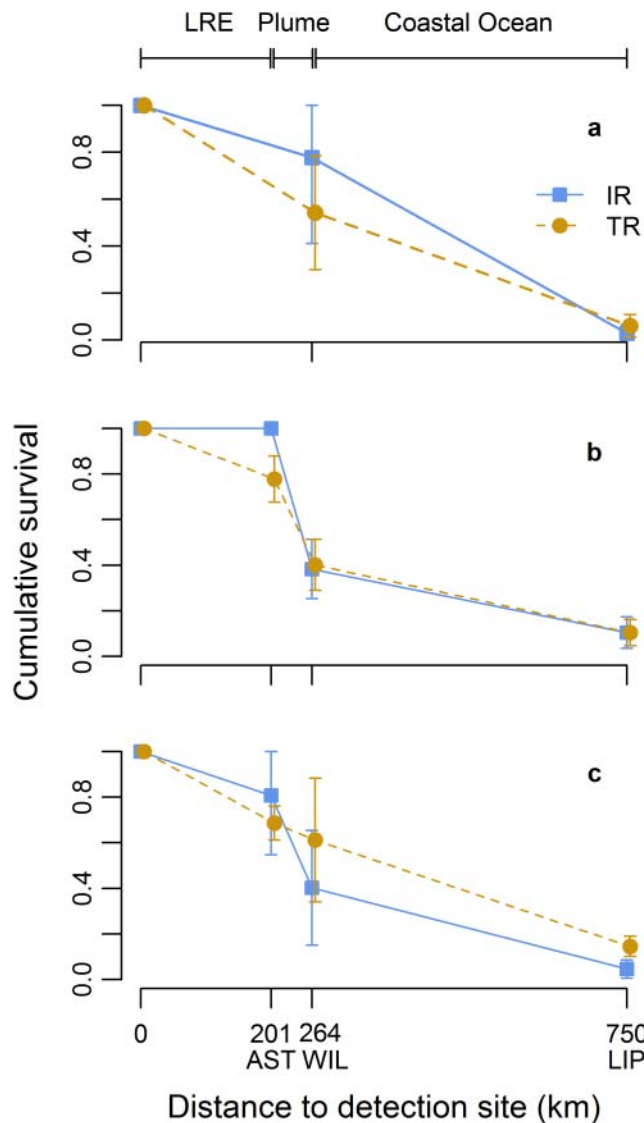 LRE Plume Coastal Ocean
a
0.8
0.4
0.0
IR
TR
b
0.8
0.4
0.0
Cumulative survival
c
0.8
0.4
0.0
0 201 264 750
AST WIL LIP
Distance to detection site (km)